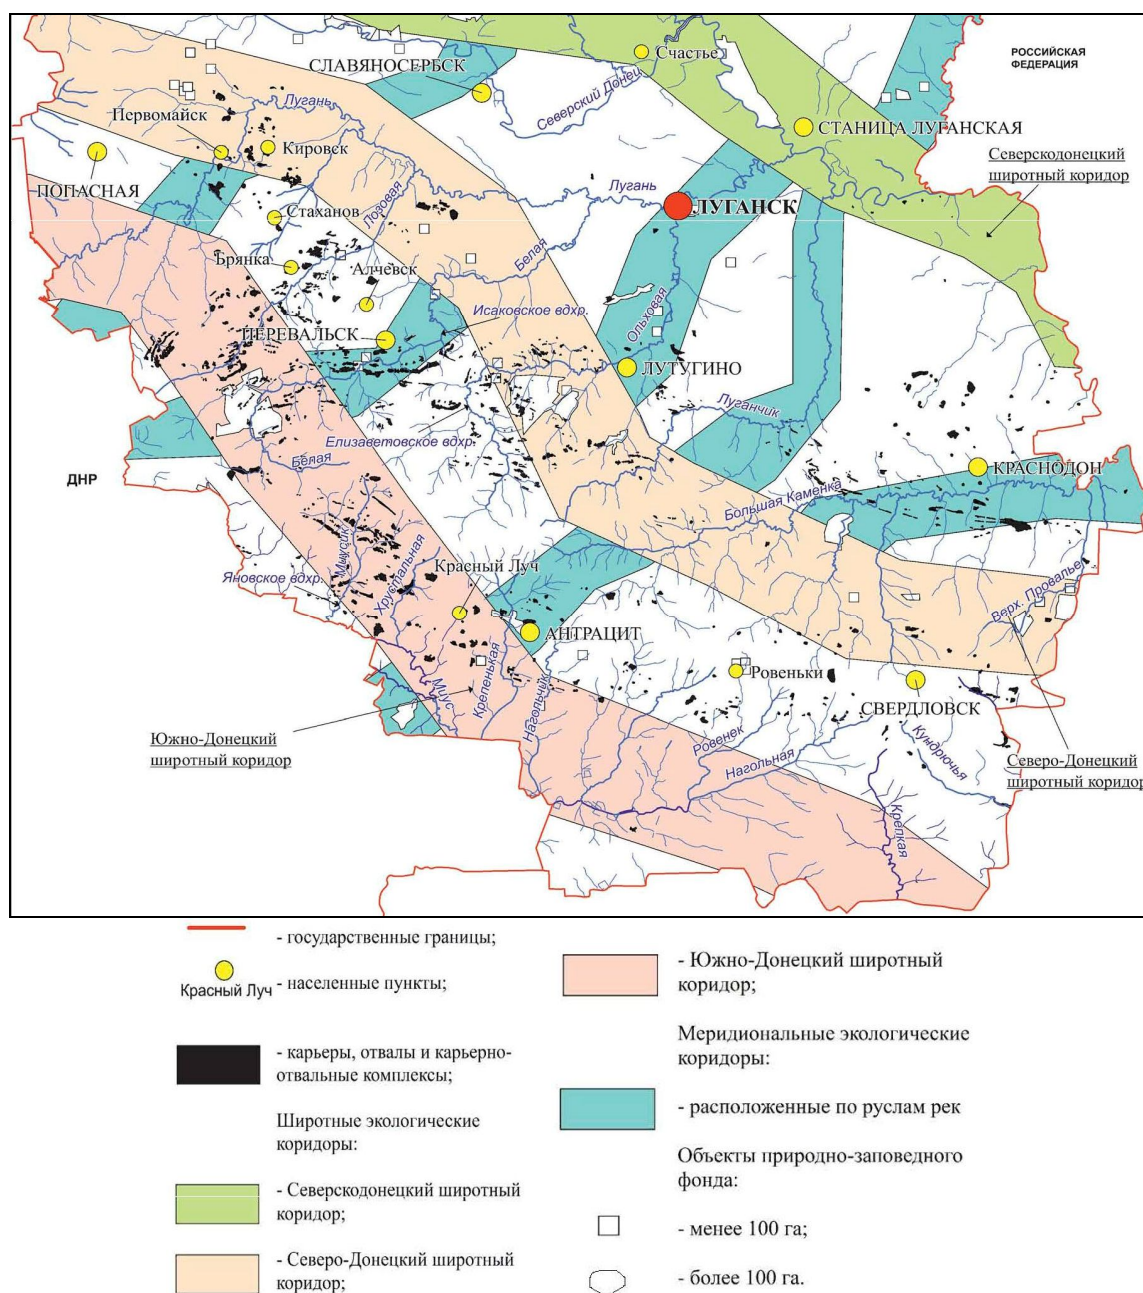 Счастье
РОССИЙСКАЯ
ФЕДЕРАЦИЯ
СЛАВЯНОСЕРБСК
Северский Донец
Лугань
Первомайск
СТАНИЦА ЛУГАНСКАЯ
Кировск
Северскодонецкий
широтный коридор
ПОПАСНАЯ
Лугань
ЛУГАНСК
Стаханов
Лозовая
Белая
Брянка
Алчевск
Исаковское вдхр.
Ольховая
ПЕРЕВАЛЬСК
ЛУТУГИНО
Луганчик
Елизаветовское вдхр.
Белая
КРАСНОДОН
ДНР
Большая Каменка
Миусик
Хрустальная
Красный Луч
Яновское вдхр.
Верх. Провалье
АНТРАЦИТ
Ровеньки
Крепенькая
Миус
Нагольчик
СВЕРДЛОВСК
Южно-Донецкий
широтный коридор
Ровенек
Нагольная
Кундрючья
Северо-Донецкий
широтный коридор
Крепкая
- государственные границы;
Красный Луч
- населенные пункты;
- карьеры, отвалы и карьерно-
отвальные комплексы;
Широтные экологические
коридоры:
- Северскодонецкий широтный
коридор;
- Северо-Донецкий широтный
коридор;
- Южно-Донецкий широтный
коридор;
Меридиональные экологические
коридоры:
- расположенные по руслам рек
Объекты природно-заповедного
фонда:
- менее 100 га;
- более 100 га.